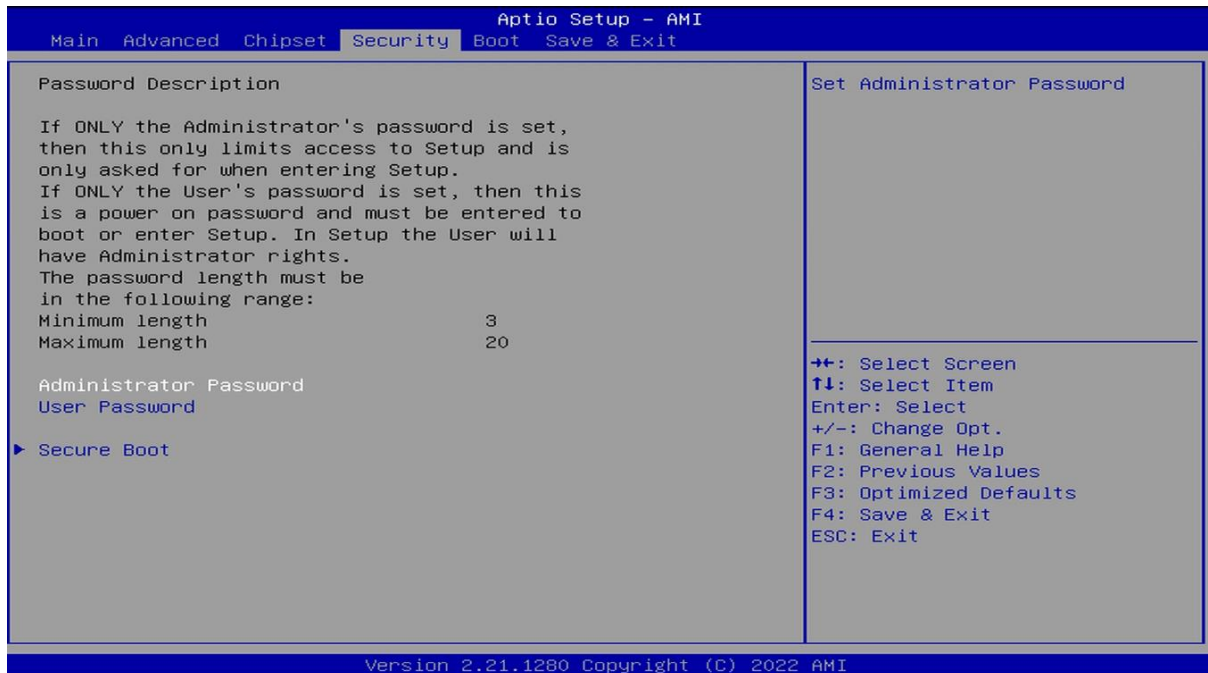 Aptio Setup – AMI
Main Advanced Chipset Security Boot Save & Exit
Password Description
If ONLY the Administrator's password is set,
then this only limits access to Setup and is
only asked for when entering Setup.
If ONLY the User's password is set, then this
is a power on password and must be entered to
boot or enter Setup. In Setup the User will
have Administrator rights.
The password length must be
in the following range:
Minimum length 3
Maximum length 20
Administrator Password
User Password
► Secure Boot
Set Administrator Password
→←: Select Screen
↑↓: Select Item
Enter: Select
+/-: Change Opt.
F1: General Help
F2: Previous Values
F3: Optimized Defaults
F4: Save & Exit
ESC: Exit
Version 2.21.1280 Copyright (C) 2022 AMI